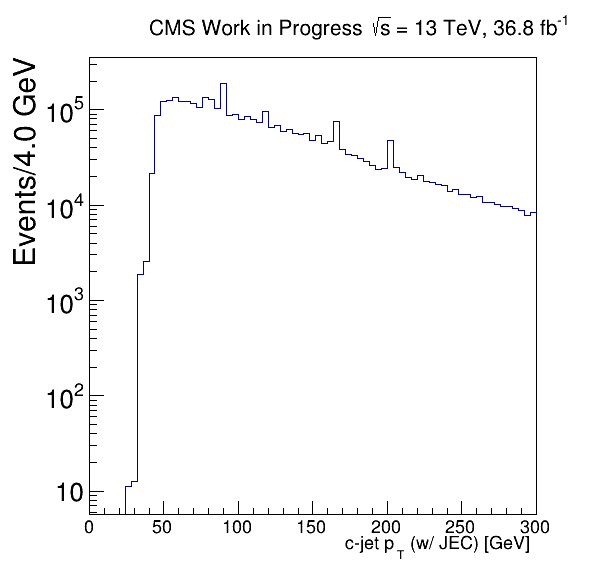 CMS Work in Progress √s = 13 TeV, 36.8 fb⁻¹
Events/4.0 GeV
10⁵
10⁴
10³
10²
10
0 50 100 150 200 250 300
c-jet p_T (w/ JEC) [GeV]